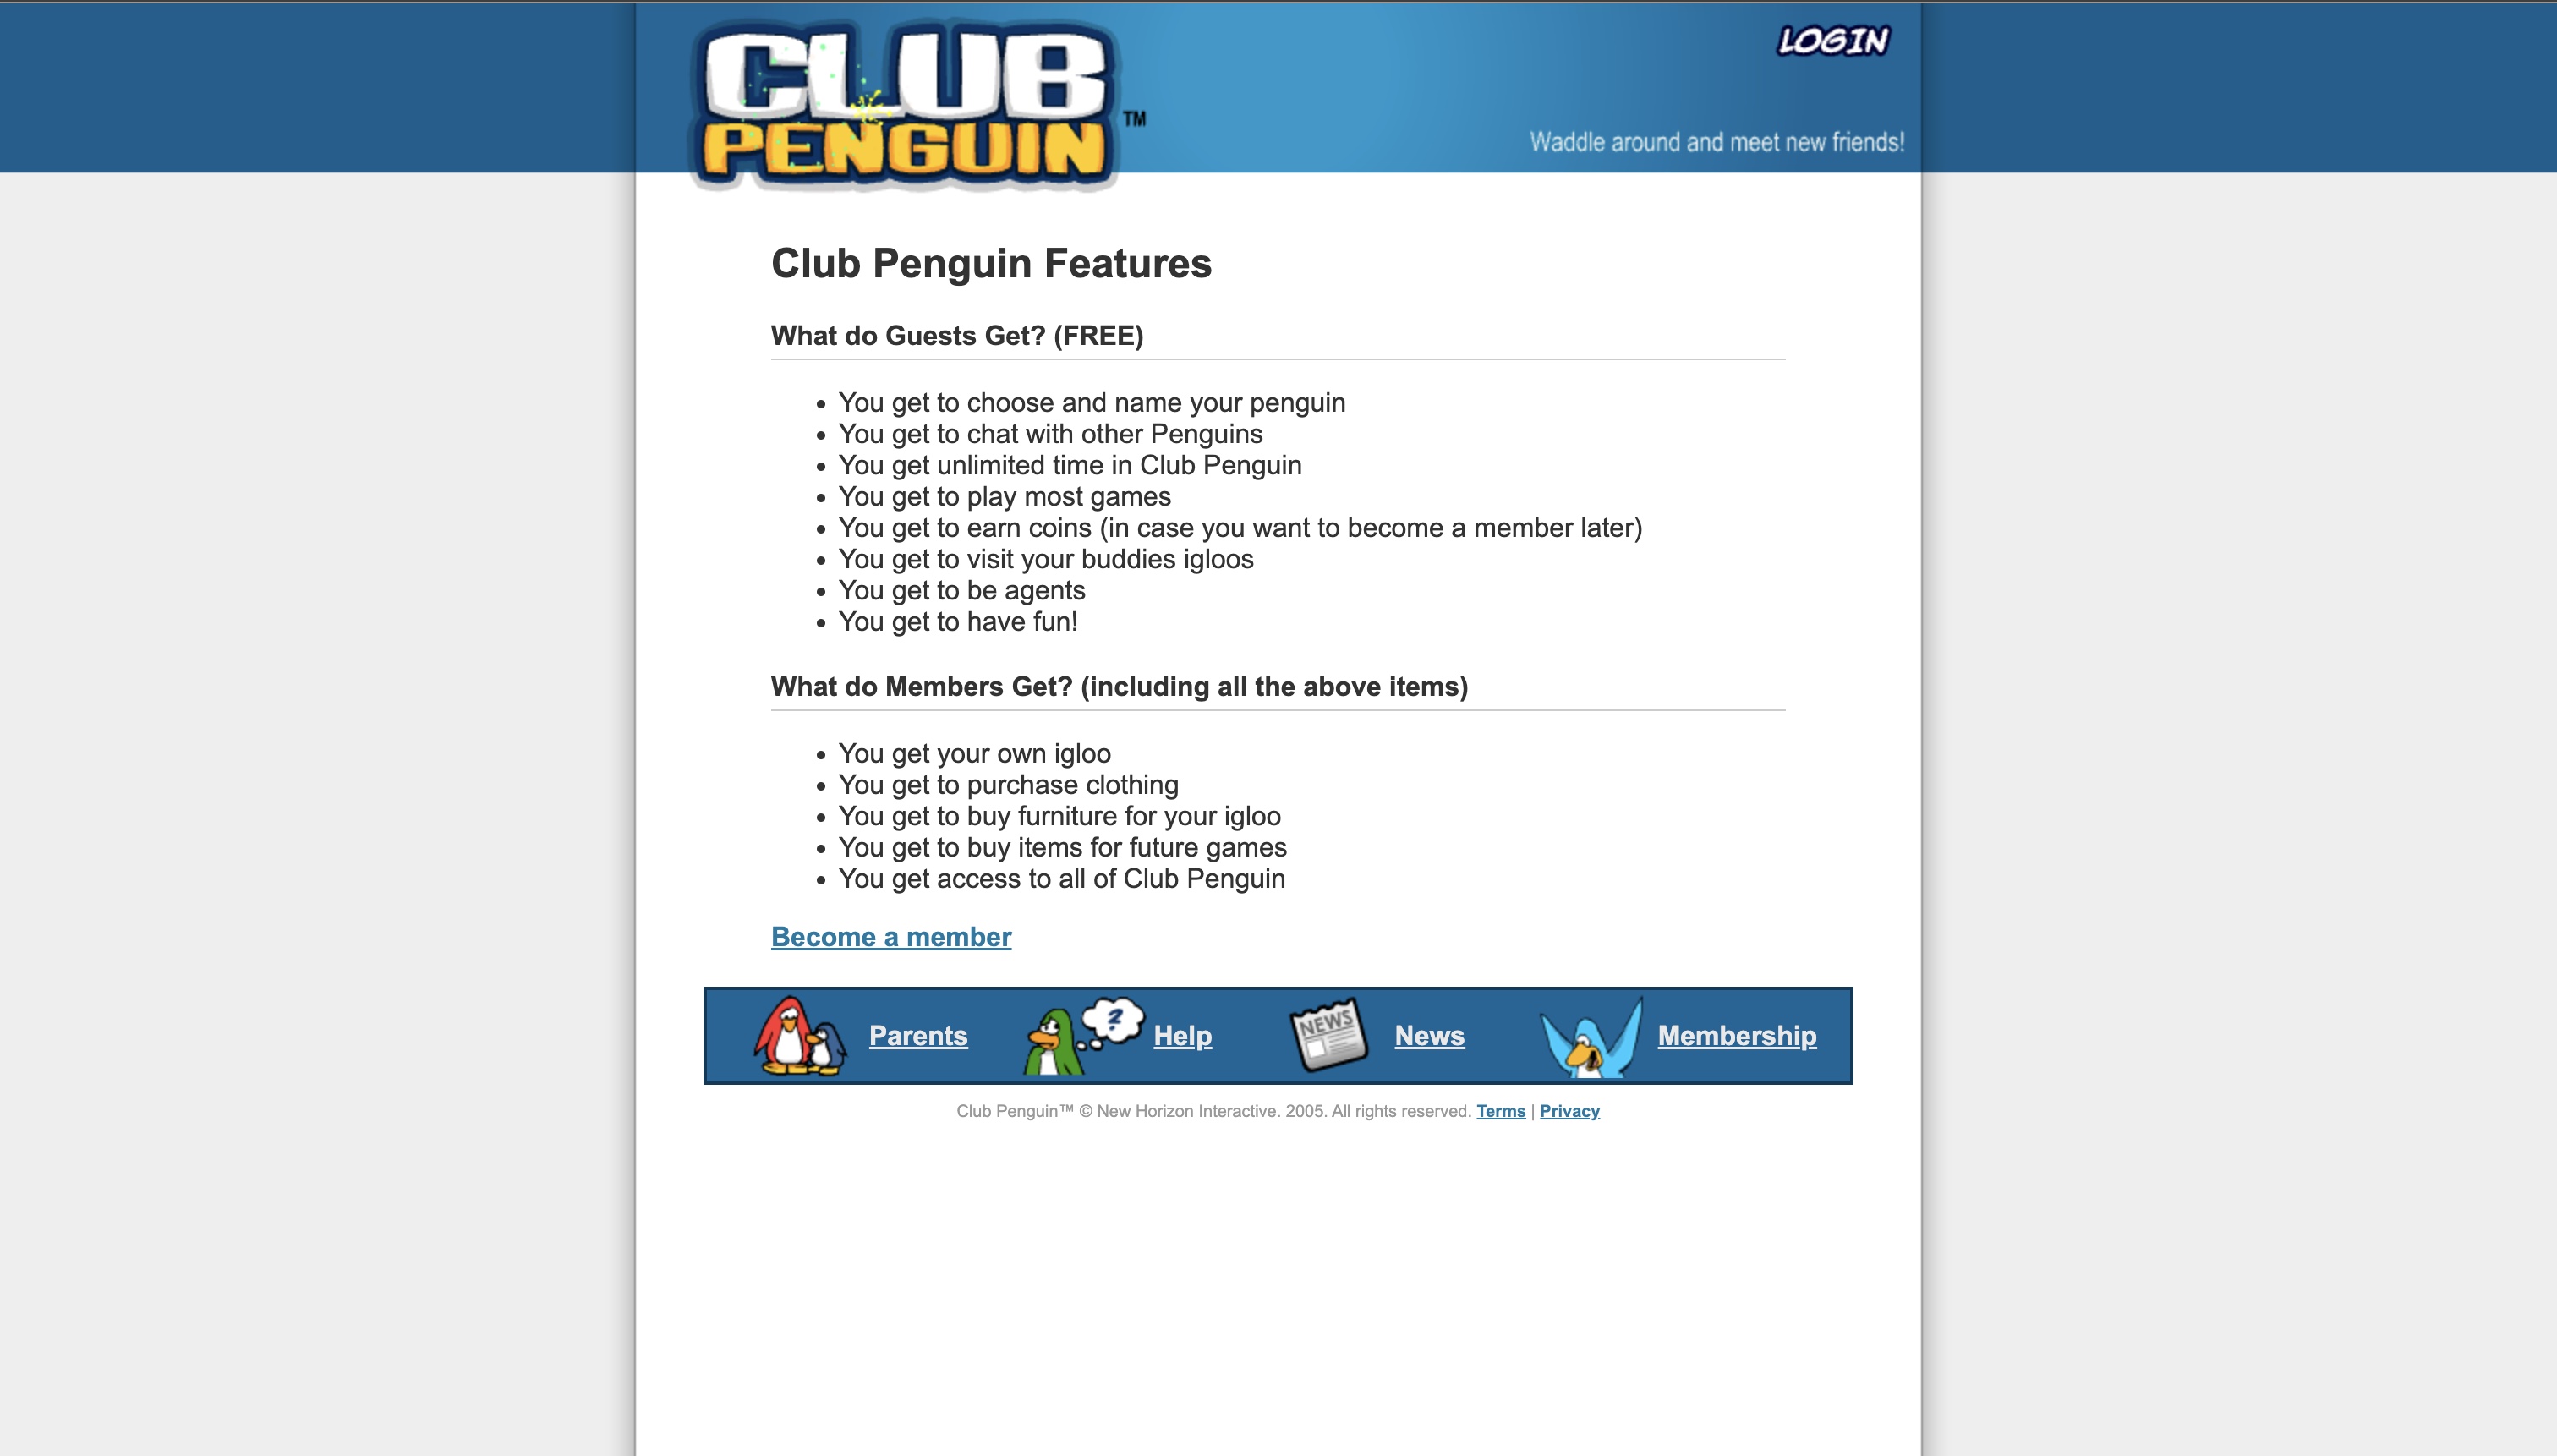 CLUB
PENGUIN
TM
LOGIN
Waddle around and meet new friends!
Club Penguin Features
What do Guests Get? (FREE)
• You get to choose and name your penguin
• You get to chat with other Penguins
• You get unlimited time in Club Penguin
• You get to play most games
• You get to earn coins (in case you want to become a member later)
• You get to visit your buddies igloos
• You get to be agents
• You get to have fun!
What do Members Get? (including all the above items)
• You get your own igloo
• You get to purchase clothing
• You get to buy furniture for your igloo
• You get to buy items for future games
• You get access to all of Club Penguin
Become a member
Parents ? Help NEWS News Membership
Club Penguin™ © New Horizon Interactive. 2005. All rights reserved. Terms | Privacy